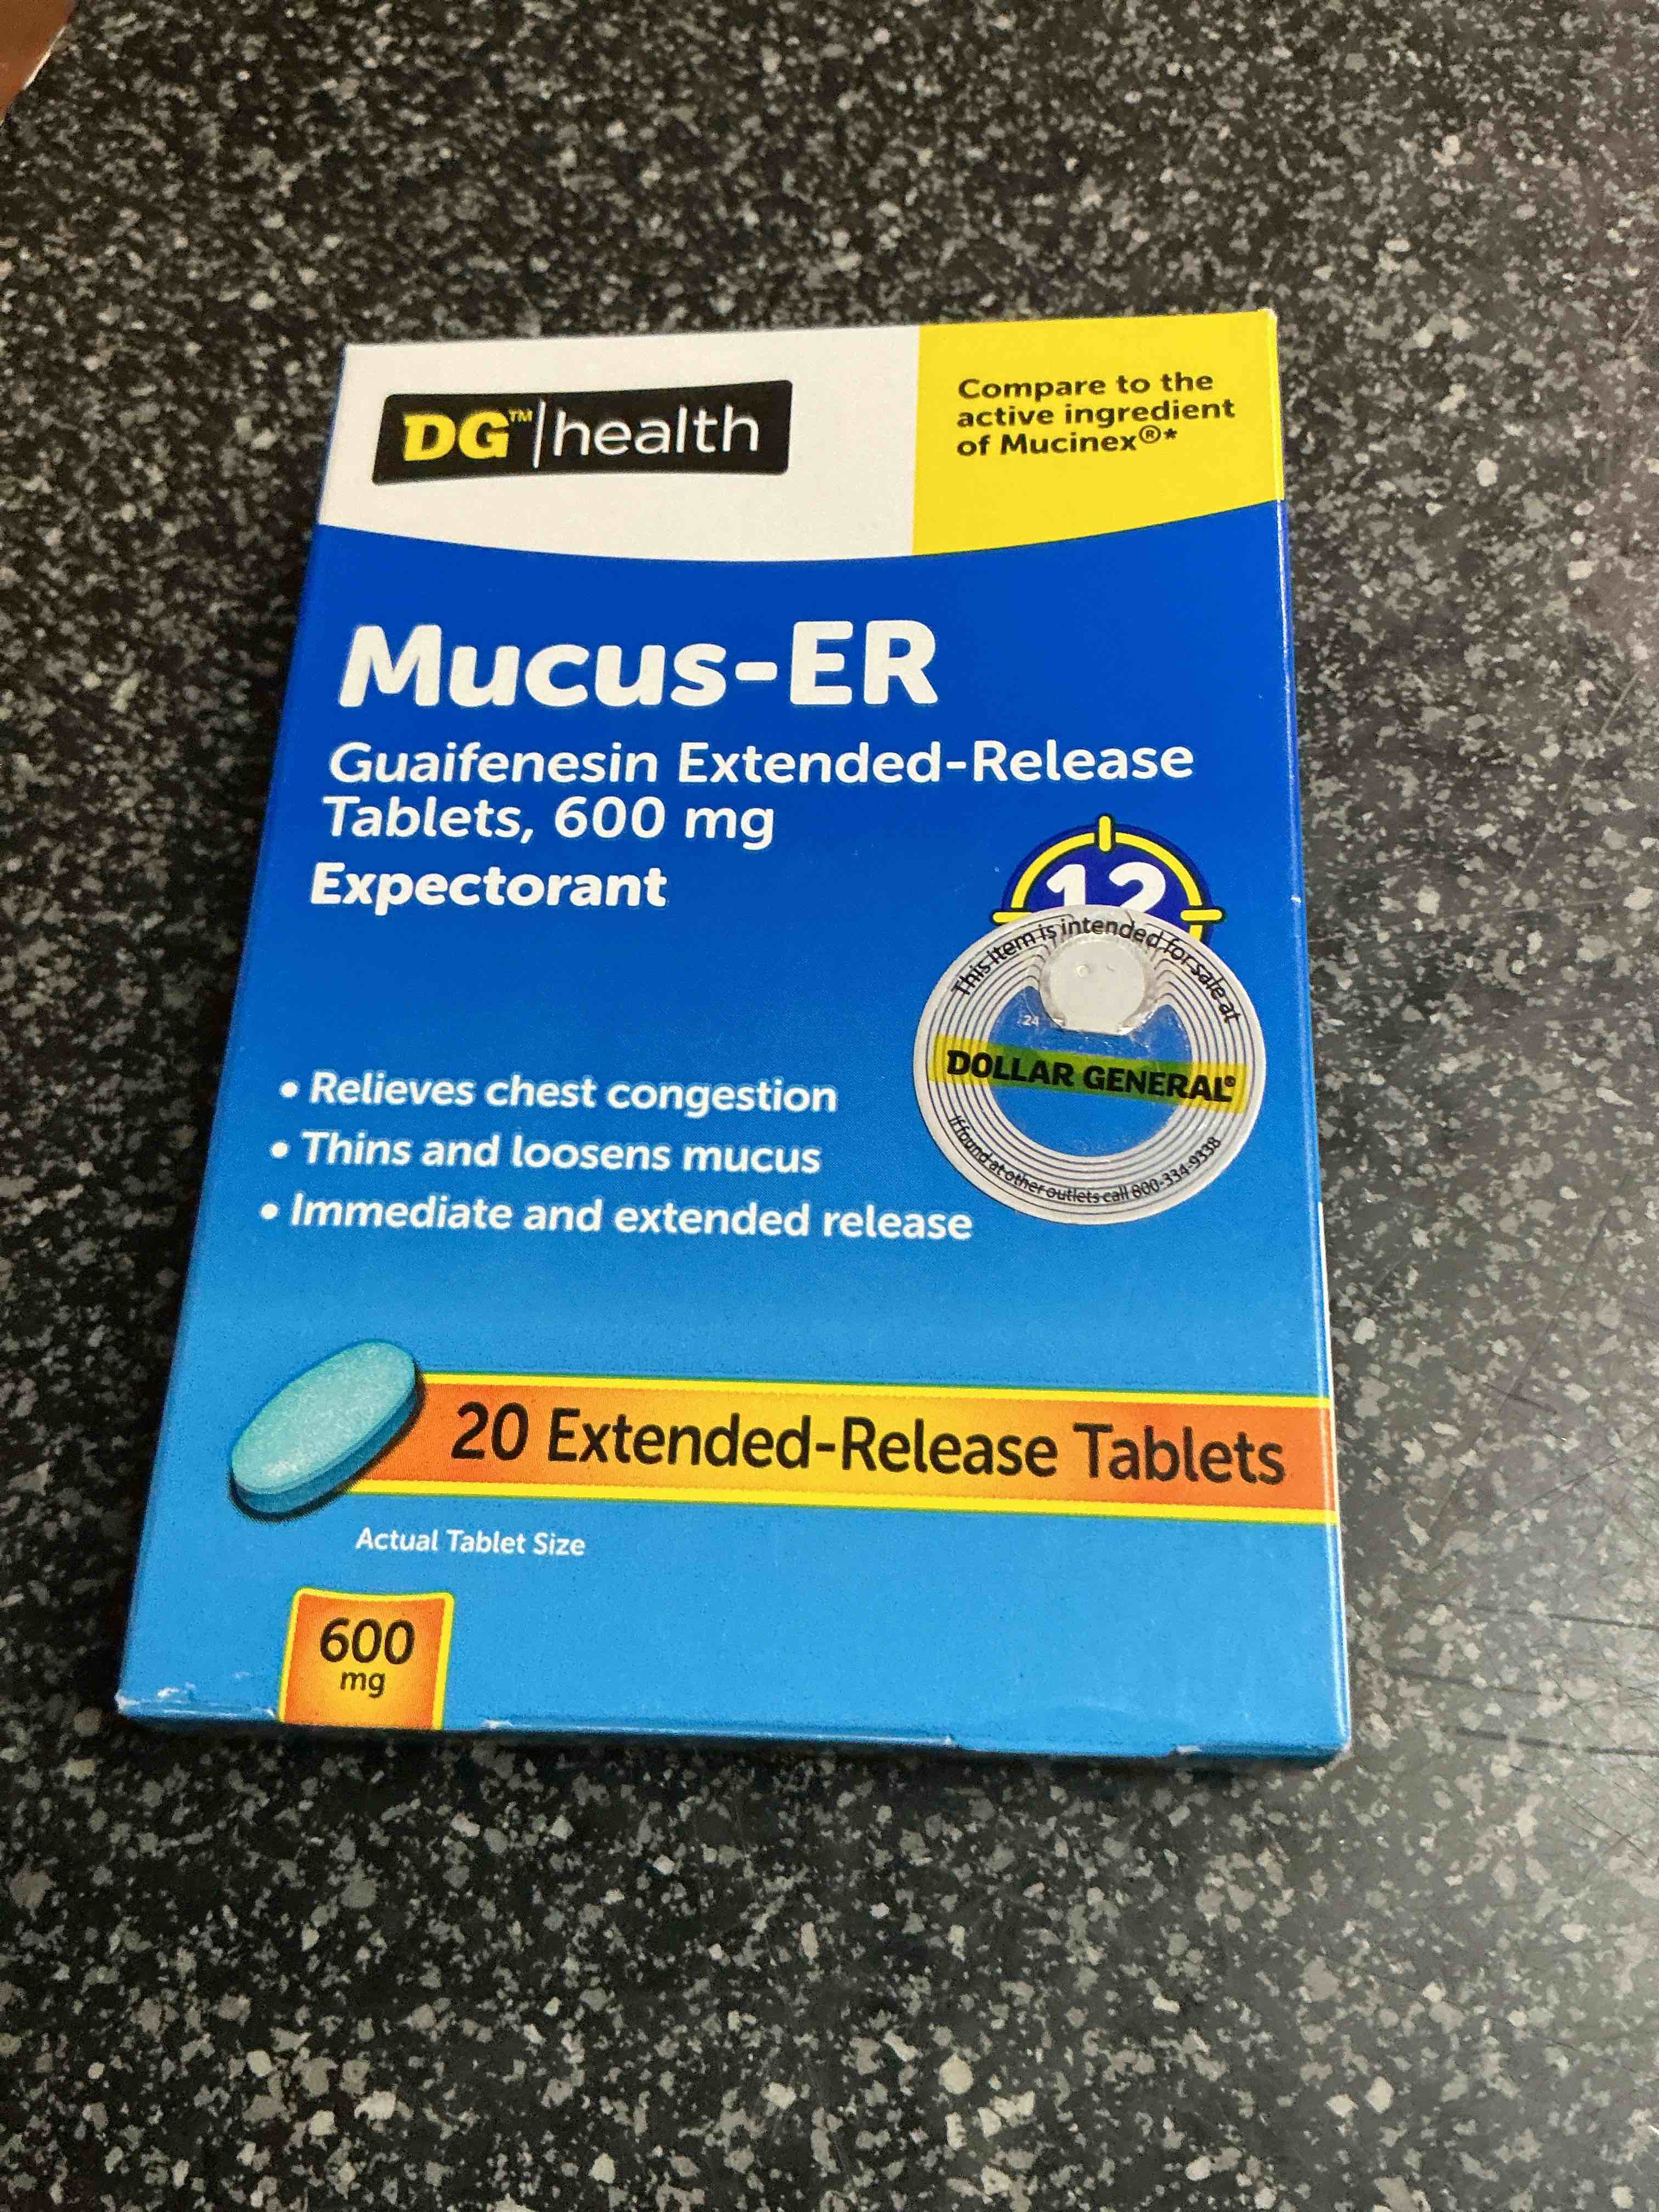 DG™|health
Compare to the
active ingredient
of Mucinex®*
Mucus-ER
Guaifenesin Extended-Release
Tablets, 600 mg
Expectorant
12
This item is intended for sale at
24
DOLLAR GENERAL®
If found at other outlets call 800-334-9338
• Relieves chest congestion
• Thins and loosens mucus
• Immediate and extended release
20 Extended-Release Tablets
Actual Tablet Size
600
mg